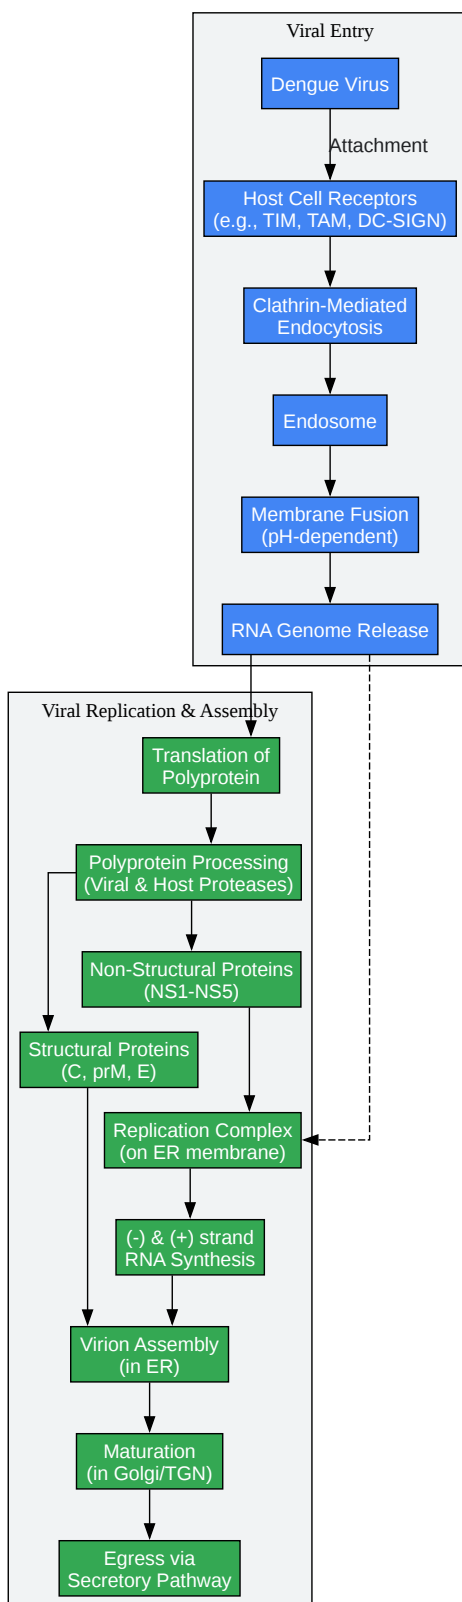 Viral Entry
Dengue Virus
Attachment
Host Cell Receptors
(e.g., TIM, TAM, DC-SIGN)
Clathrin-Mediated
Endocytosis
Endosome
Membrane Fusion
(pH-dependent)
RNA Genome Release
Viral Replication & Assembly
Translation of
Polyprotein
Polyprotein Processing
(Viral & Host Proteases)
Non-Structural Proteins
(NS1-NS5)
Structural Proteins
(C, prM, E)
Replication Complex
(on ER membrane)
(-) & (+) strand
RNA Synthesis
Virion Assembly
(in ER)
Maturation
(in Golgi/TGN)
Egress via
Secretory Pathway